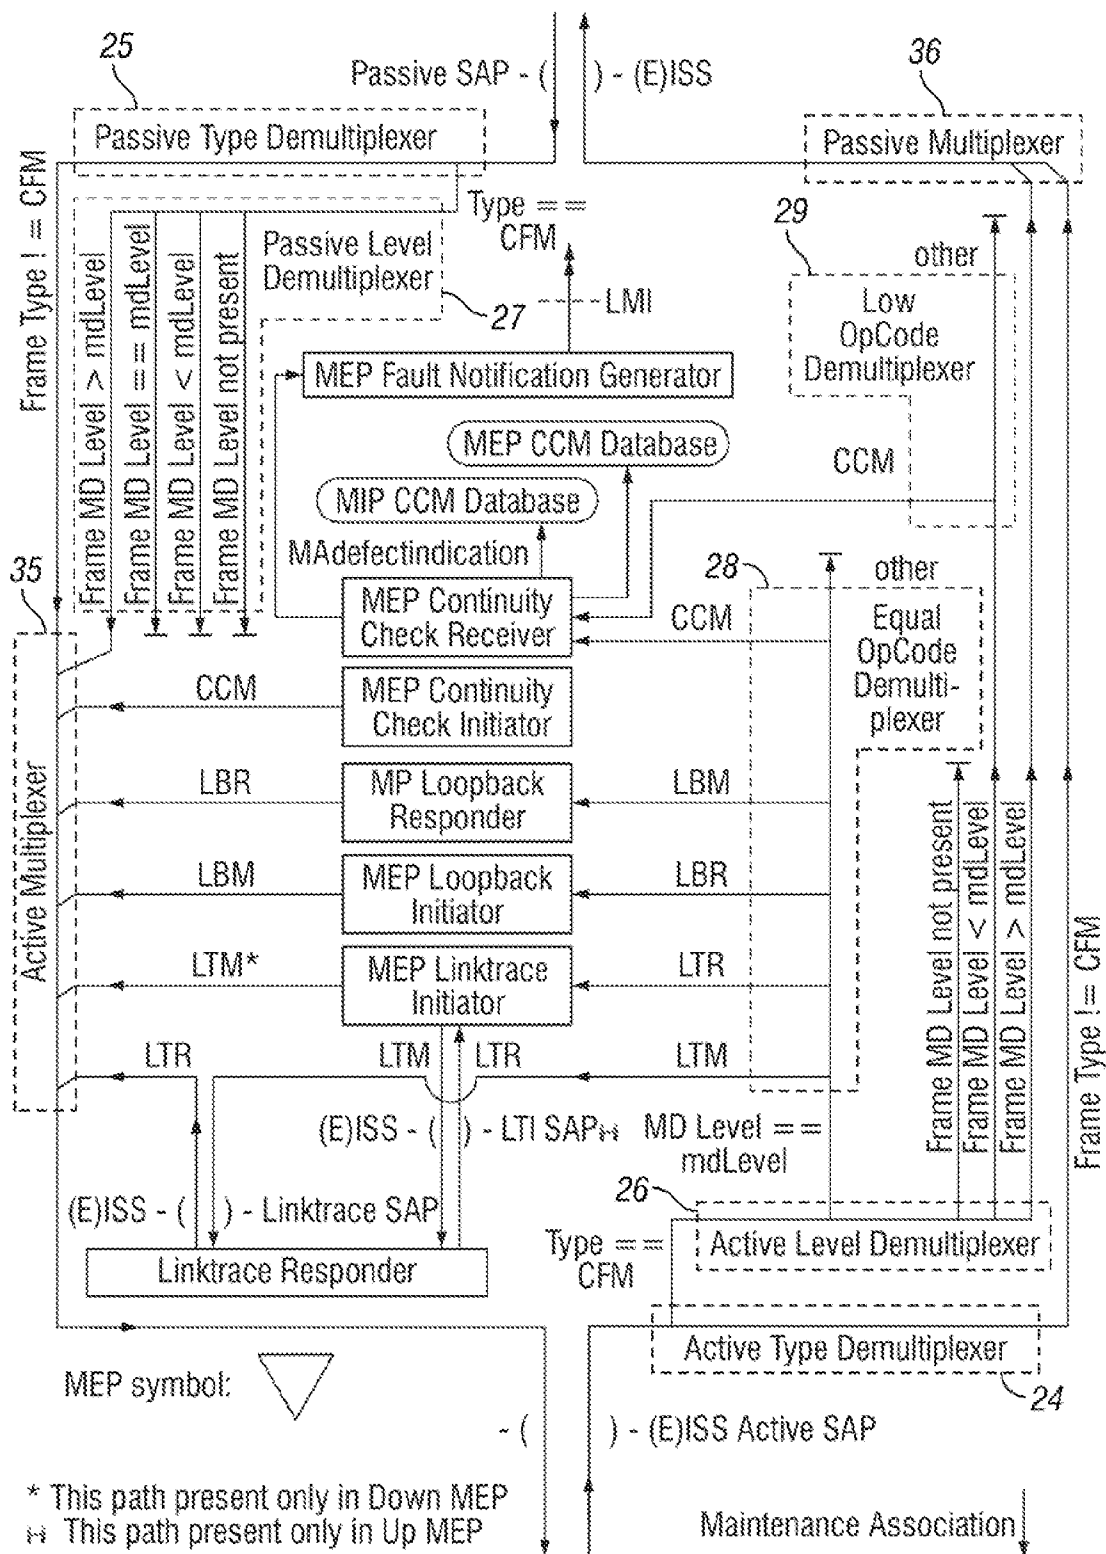 25
Passive SAP - (
) - (E)ISS
36
Passive Type Demultiplexer
Passive Multiplexer
Frame Type ! = CFM
Type ==
CFM
29
Passive Level
Demultiplexer
27
other
LMI
Low
OpCode
Demultiplexer
Frame MD Level > mdLevel
Frame MD Level == mdLevel
Frame MD Level < mdLevel
Frame MD Level not present
MEP Fault Notification Generator
MEP CCM Database
CCM
MIP CCM Database
MAdefectindication
35
28
other
MEP Continuity
Check Receiver
CCM
Equal
OpCode
Demulti-
plexer
CCM
MEP Continuity
Check Initiator
Active Multiplexer
LBR
MP Loopback
Responder
LBM
LBM
MEP Loopback
Initiator
LBR
LTM*
MEP Linktrace
Initiator
LTR
Frame MD Level not present
Frame MD Level < mdLevel
Frame MD Level > mdLevel
Frame Type != CFM
LTR
LTM
LTR
LTM
(E)ISS - (
) - LTI SAP
MD Level ==
mdLevel
26
(E)ISS - (
) - Linktrace SAP
Type ==
CFM
Active Level Demultiplexer
Linktrace Responder
Active Type Demultiplexer
24
MEP symbol:
- (
) - (E)ISS Active SAP
* This path present only in Down MEP
This path present only in Up MEP
Maintenance Association